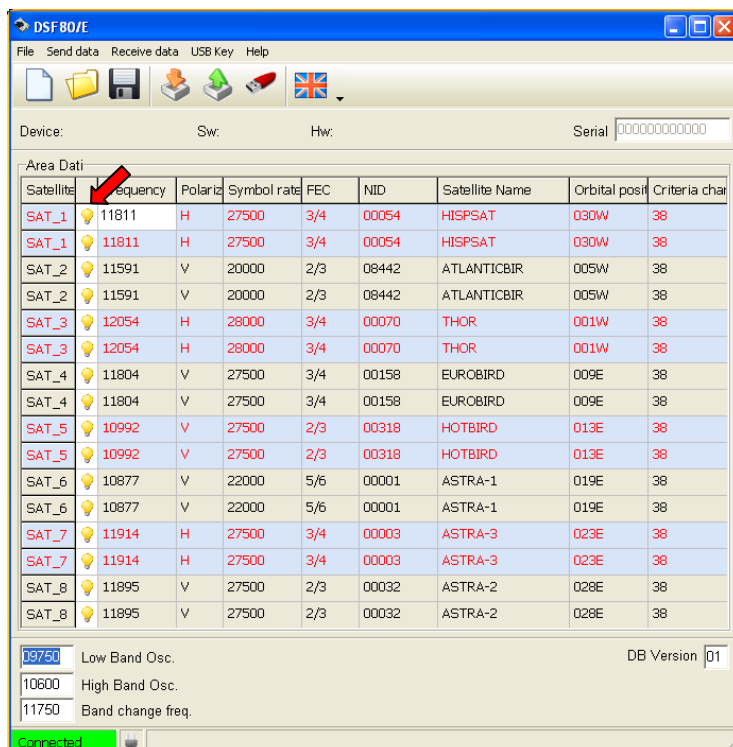 DSF80/E
File Send data Receive data USB Key Help
Device: Sw: Hw: Serial 000000000000
Area Dati
Satellite Frequency Polariz Symbol rate FEC NID Satellite Name Orbital posit Criteria char
SAT_1 11811 H 27500 3/4 00054 HISPSAT 030W 38
SAT_1 11811 H 27500 3/4 00054 HISPSAT 030W 38
SAT_2 11591 V 20000 2/3 08442 ATLANTICBIR 005W 38
SAT_2 11591 V 20000 2/3 08442 ATLANTICBIR 005W 38
SAT_3 12054 H 28000 3/4 00070 THOR 001W 38
SAT_3 12054 H 28000 3/4 00070 THOR 001W 38
SAT_4 11804 V 27500 3/4 00158 EUROBIRD 009E 38
SAT_4 11804 V 27500 3/4 00158 EUROBIRD 009E 38
SAT_5 10992 V 27500 2/3 00318 HOTBIRD 013E 38
SAT_5 10992 V 27500 2/3 00318 HOTBIRD 013E 38
SAT_6 10877 V 22000 5/6 00001 ASTRA-1 019E 38
SAT_6 10877 V 22000 5/6 00001 ASTRA-1 019E 38
SAT_7 11914 H 27500 3/4 00003 ASTRA-3 023E 38
SAT_7 11914 H 27500 3/4 00003 ASTRA-3 023E 38
SAT_8 11895 V 27500 2/3 00032 ASTRA-2 028E 38
SAT_8 11895 V 27500 2/3 00032 ASTRA-2 028E 38
09750 Low Band Osc. DB Version 01
10600 High Band Osc.
11750 Band change freq.
Connected